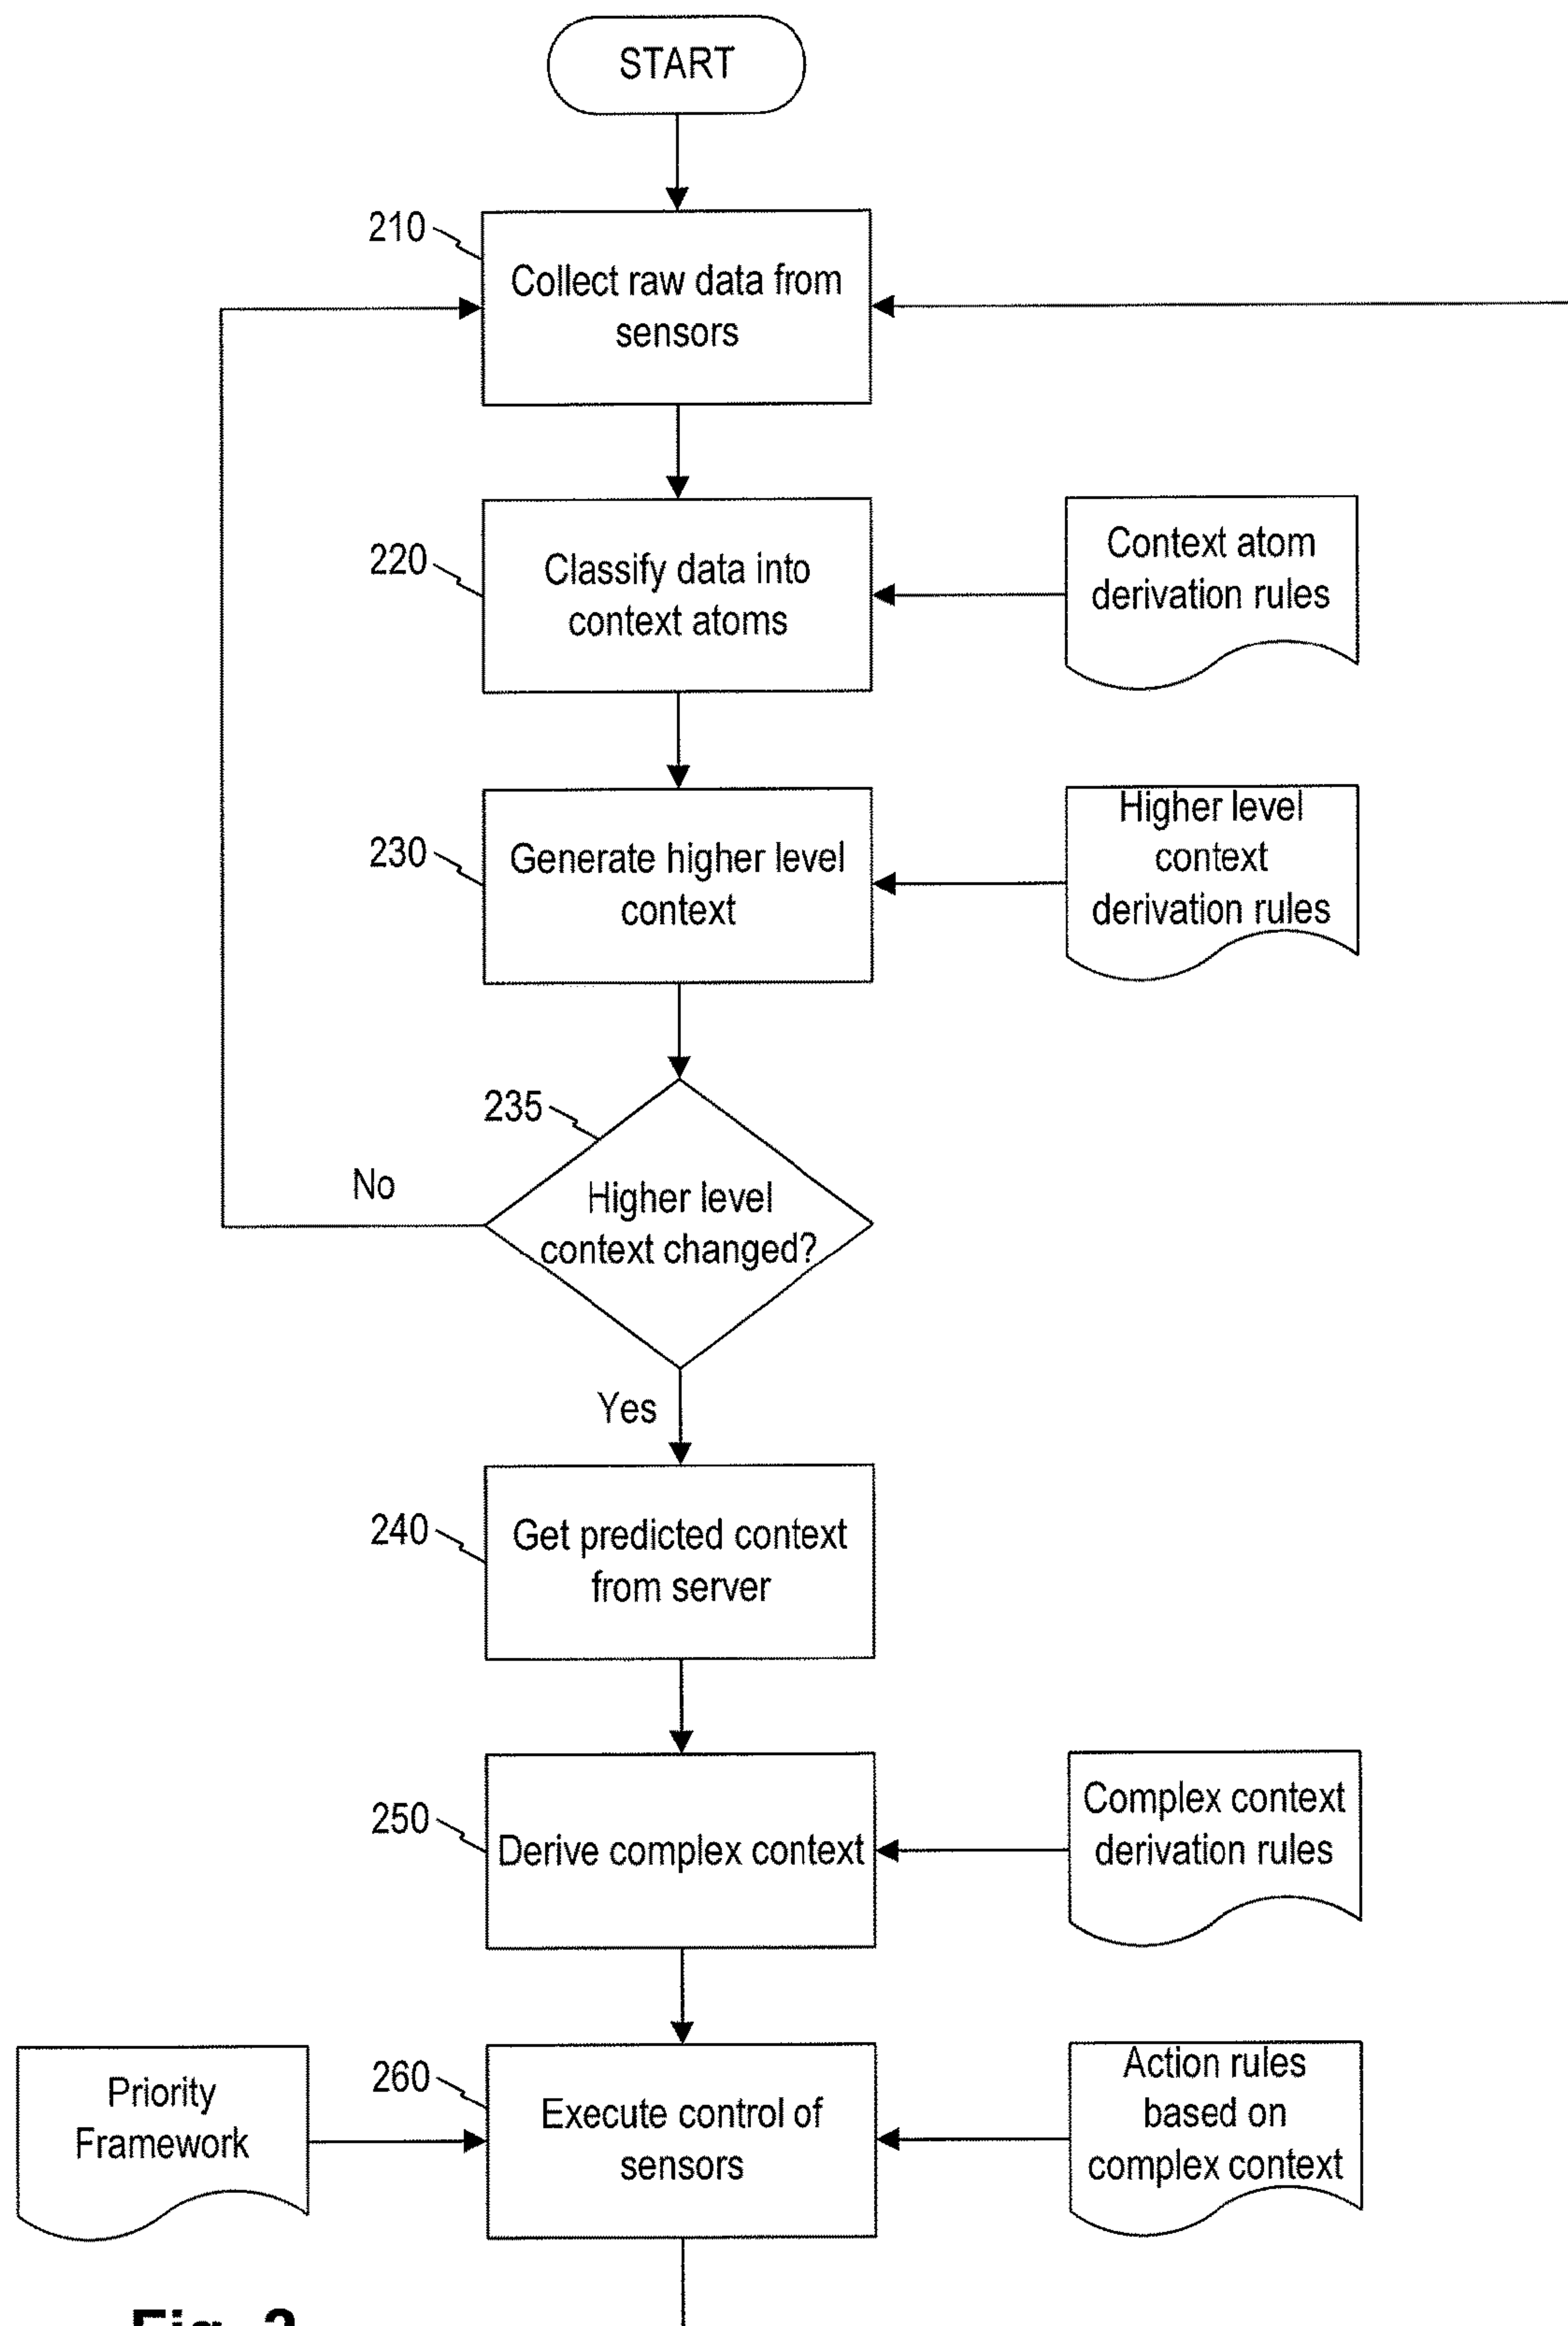 START
210
Collect raw data from
sensors
220
Classify data into
context atoms
Context atom
derivation rules
230
Generate higher level
context
Higher level
context
derivation rules
235
Higher level
context changed?
No
Yes
240
Get predicted context
from server
250
Derive complex context
Complex context
derivation rules
Priority
Framework
260
Execute control of
sensors
Action rules
based on
complex context